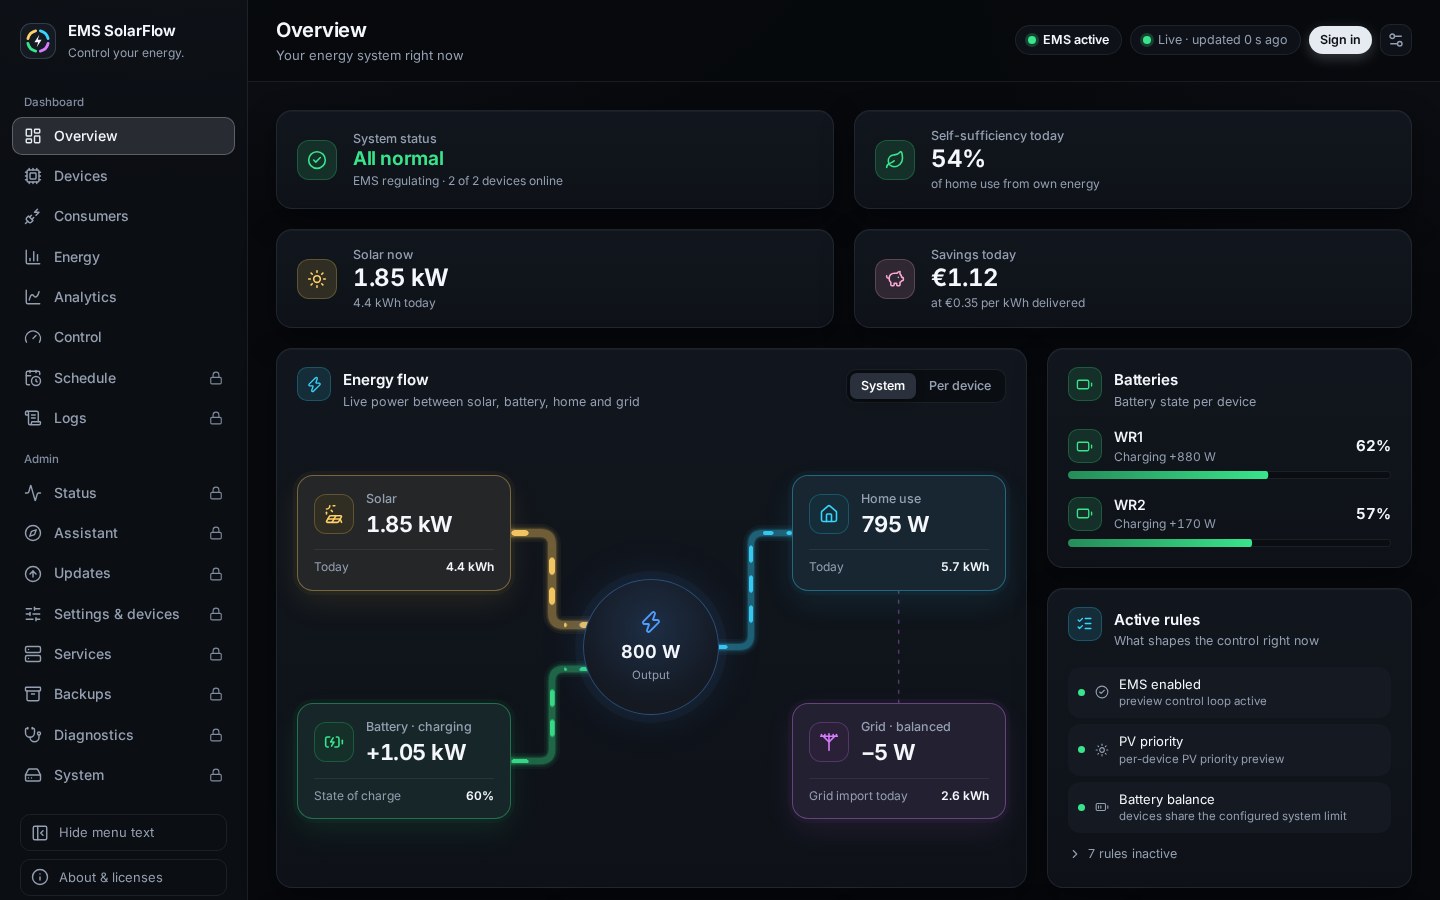 EMS SolarFlow
Control your energy.
Dashboard
Overview
Devices
Consumers
Energy
Analytics
Control
Schedule
Logs
Admin
Status
Assistant
Updates
Settings & devices
Services
Backups
Diagnostics
System
Hide menu text
About & licenses
Overview
Your energy system right now
EMS active
Live · updated 0 s ago
Sign in
System status
All normal
EMS regulating · 2 of 2 devices online
Self-sufficiency today
54%
of home use from own energy
Solar now
1.85 kW
4.4 kWh today
Savings today
€1.12
at €0.35 per kWh delivered
Energy flow
Live power between solar, battery, home and grid
System
Per device
Solar
1.85 kW
Today
4.4 kWh
Home use
795 W
Today
5.7 kWh
800 W
Output
Battery · charging
+1.05 kW
State of charge
60%
Grid · balanced
−5 W
Grid import today
2.6 kWh
Batteries
Battery state per device
WR1
Charging +880 W
62%
WR2
Charging +170 W
57%
Active rules
What shapes the control right now
EMS enabled
preview control loop active
PV priority
per-device PV priority preview
Battery balance
devices share the configured system limit
7 rules inactive